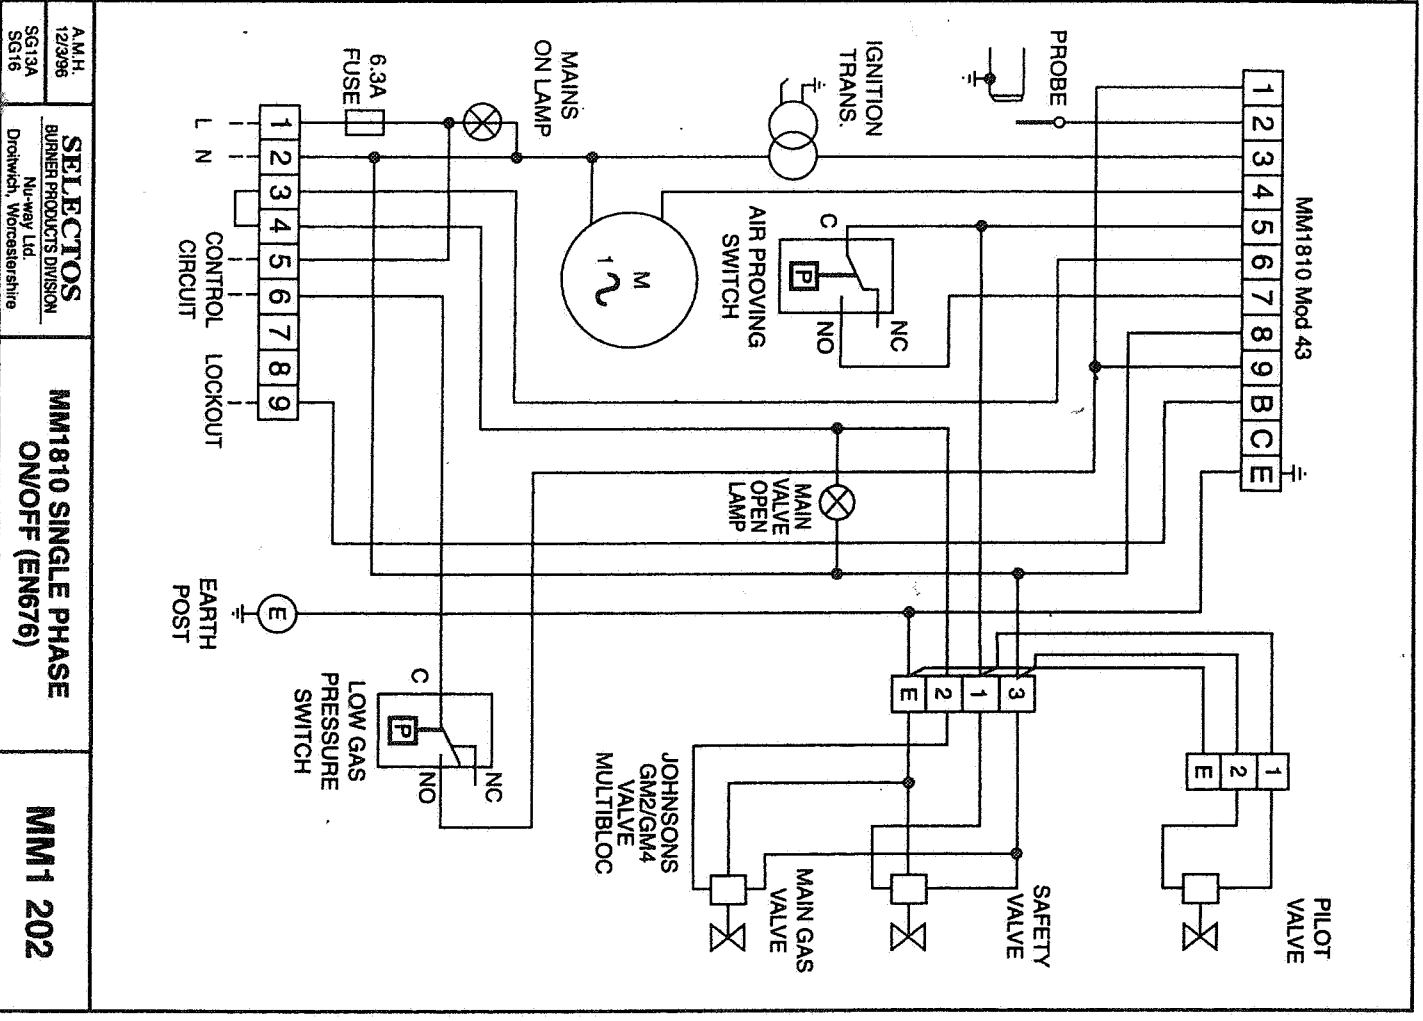 PROBE
IGNITION
TRANS.
MAINS
ON LAMP
6.3A
FUSE
MM1810 Mod 43
1
2
3
4
5
6
7
8
9
B
C
E
L
N
1
2
3
4
5
6
7
8
9
CONTROL
CIRCUIT
LOCKOUT
M
1
AIR PROVING
SWITCH
C
P
NC
NO
MAIN
VALVE
OPEN
LAMP
EARTH
POST
E
C
LOW GAS
PRESSURE
SWITCH
P
NC
NO
3
1
2
E
1
2
E
JOHNSONS
GM2/GM4
VALVE
MULTIBLOC
MAIN GAS
VALVE
SAFETY
VALVE
PILOT
VALVE
A.M.H.
12/3/96
SG13A
SG16
SELECTOS
BURNER PRODUCTS DIVISION
Nu-way Ltd.
Droitwich, Worcestershire
MM1810 SINGLE PHASE
ON/OFF (EN676)
MM1 202